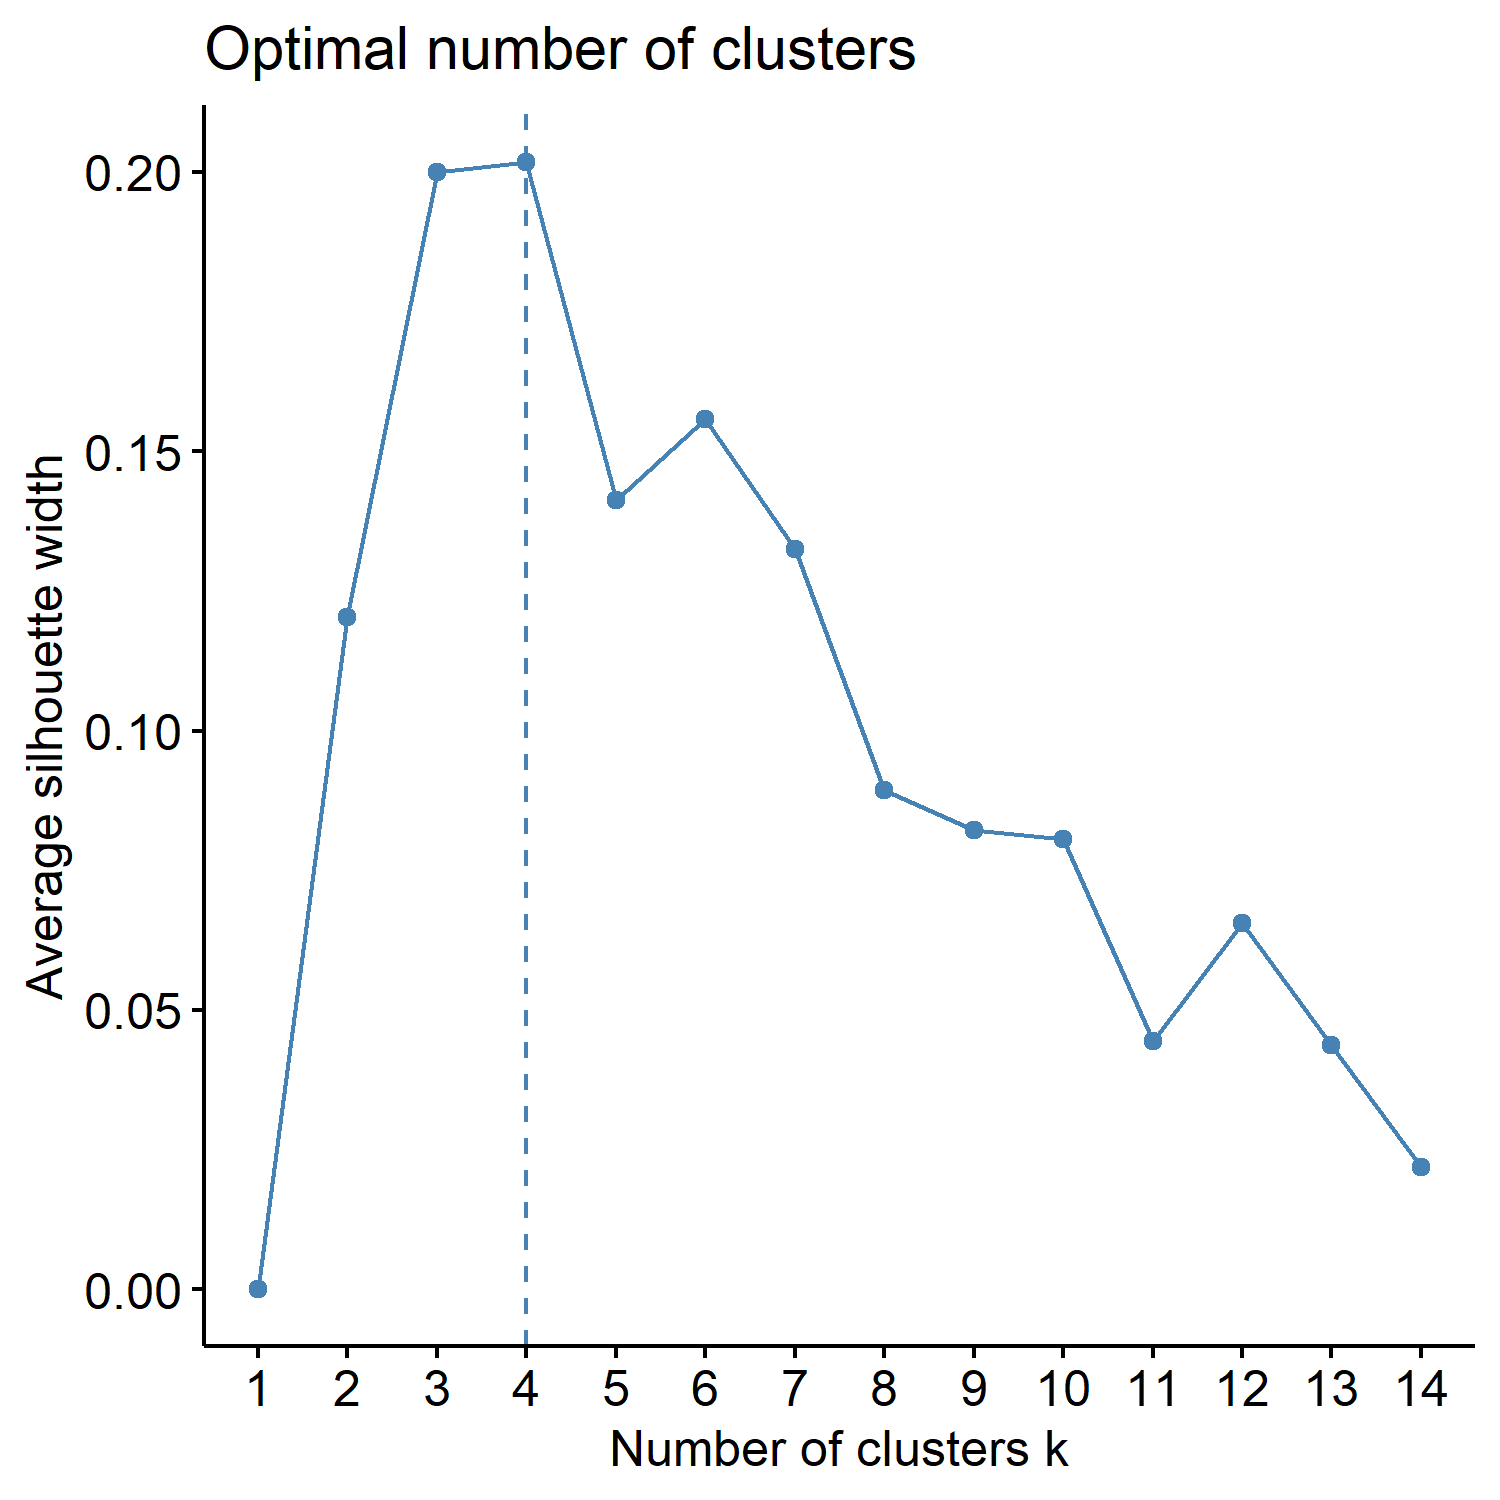 Optimal number of clusters
Average silhouette width
0.20
0.15
0.10
0.05
0.00
1 2 3 4 5 6 7 8 9 10 11 12 13 14
Number of clusters k